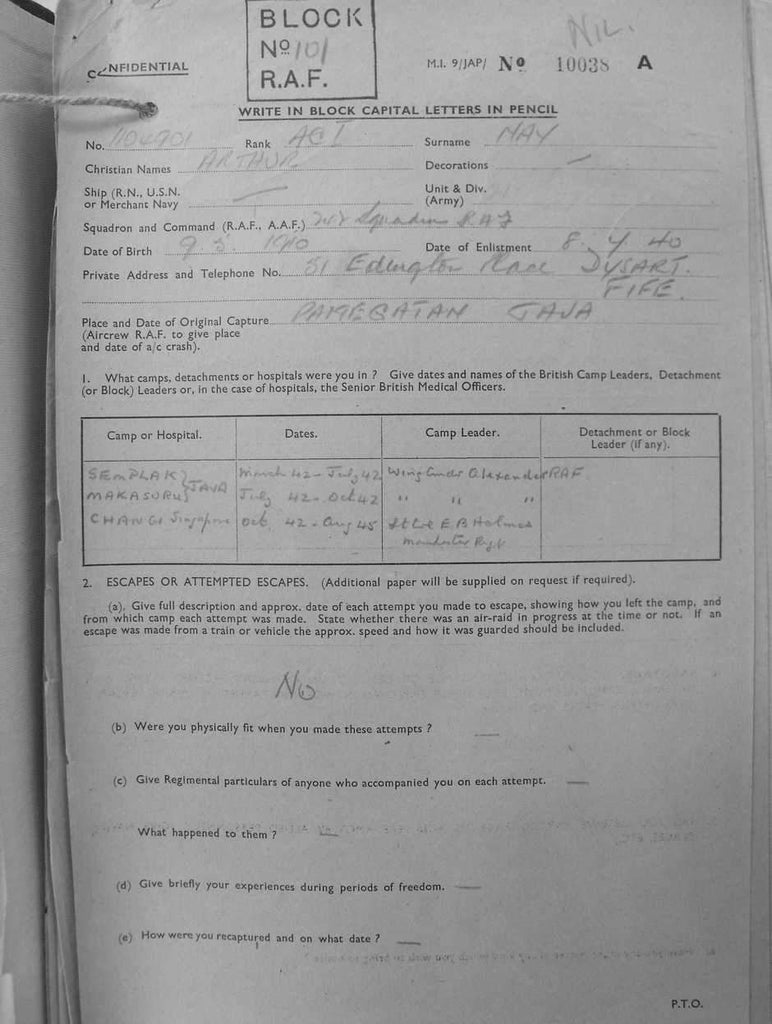 BLOCK
Nº 101
R.A.F.
NIL.
CONFIDENTIAL
M.I. 9/JAP/ Nº 10038 A
WRITE IN BLOCK CAPITAL LETTERS IN PENCIL
No. 1104901 Rank AC I Surname MAY
Christian Names ARTHUR Decorations —
Ship (R.N., U.S.N. or Merchant Navy — Unit & Div. (Army)
Squadron and Command (R.A.F., A.A.F.) Squadron RAF
Date of Birth 9. 5. 1910 Date of Enlistment 8. 4 40
Private Address and Telephone No. 51 Edington Place DYSART.
FIFE.
Place and Date of Original Capture PAMEGATAN JAVA
(Aircrew R.A.F. to give place
and date of a/c crash).
1. What camps, detachments or hospitals were you in ? Give dates and names of the British Camp Leaders, Detachment
(or Block) Leaders or, in the case of hospitals, the Senior British Medical Officers.
Camp or Hospital. Dates. Camp Leader. Detachment or Block Leader (if any).
SEMPLAK } JAVA March 42 - July 42 Wing Cmdr Alexander RAF
MAKASURU } July 42 - Oct 42 " " "
CHANGI Singapore Oct 42 - Aug 45 Lt Col E B Holmes
Manchester Regt
2. ESCAPES OR ATTEMPTED ESCAPES. (Additional paper will be supplied on request if required).
(a) Give full description and approx. date of each attempt you made to escape, showing how you left the camp, and
from which camp each attempt was made. State whether there was an air-raid in progress at the time or not. If an
escape was made from a train or vehicle the approx. speed and how it was guarded should be included.
No
(b) Were you physically fit when you made these attempts ? —
(c) Give Regimental particulars of anyone who accompanied you on each attempt. —
What happened to them ? —
(d) Give briefly your experiences during periods of freedom. —
(e) How were you recaptured and on what date ? —
P.T.O.